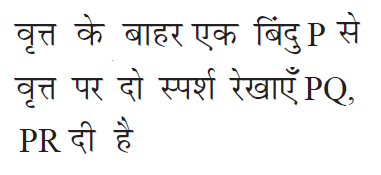 वृत्त के बाहर एक बिंदु P से
वृत्त पर दो स्पर्श रेखाएँ PQ,
PR दी है